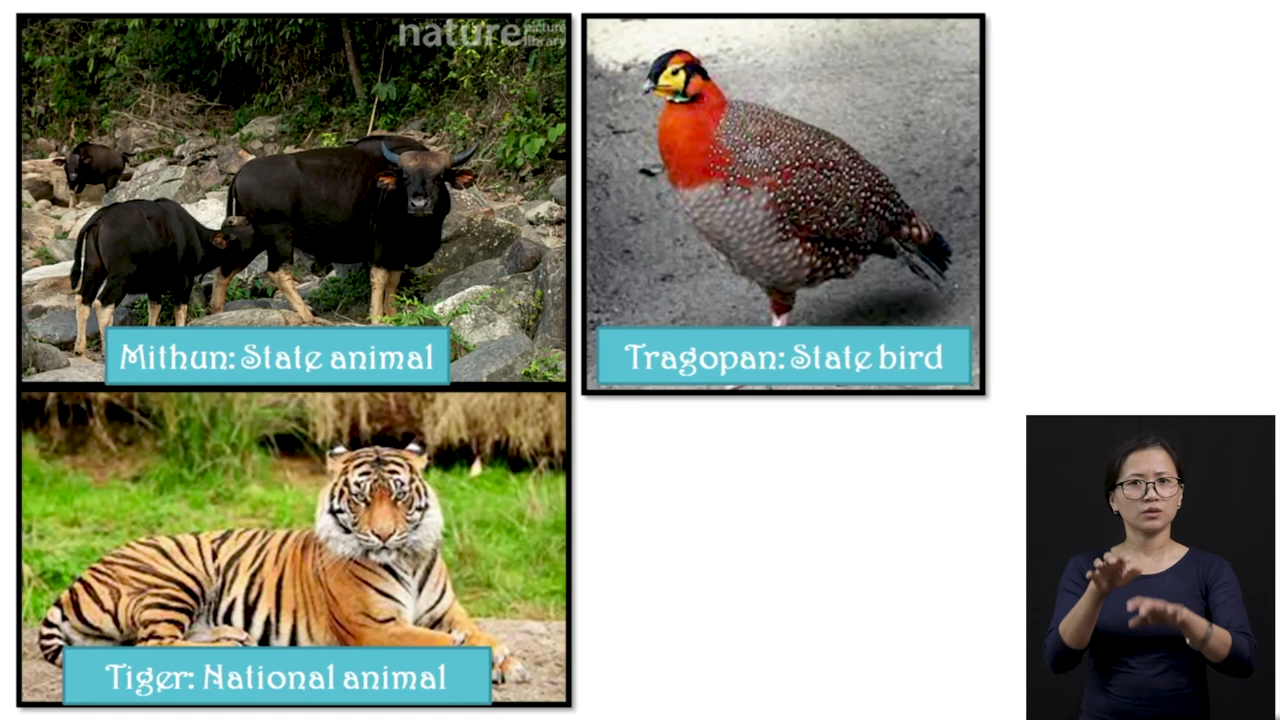 nature picture library
Mithun: State animal
Tragopan: State bird
Tiger: National animal